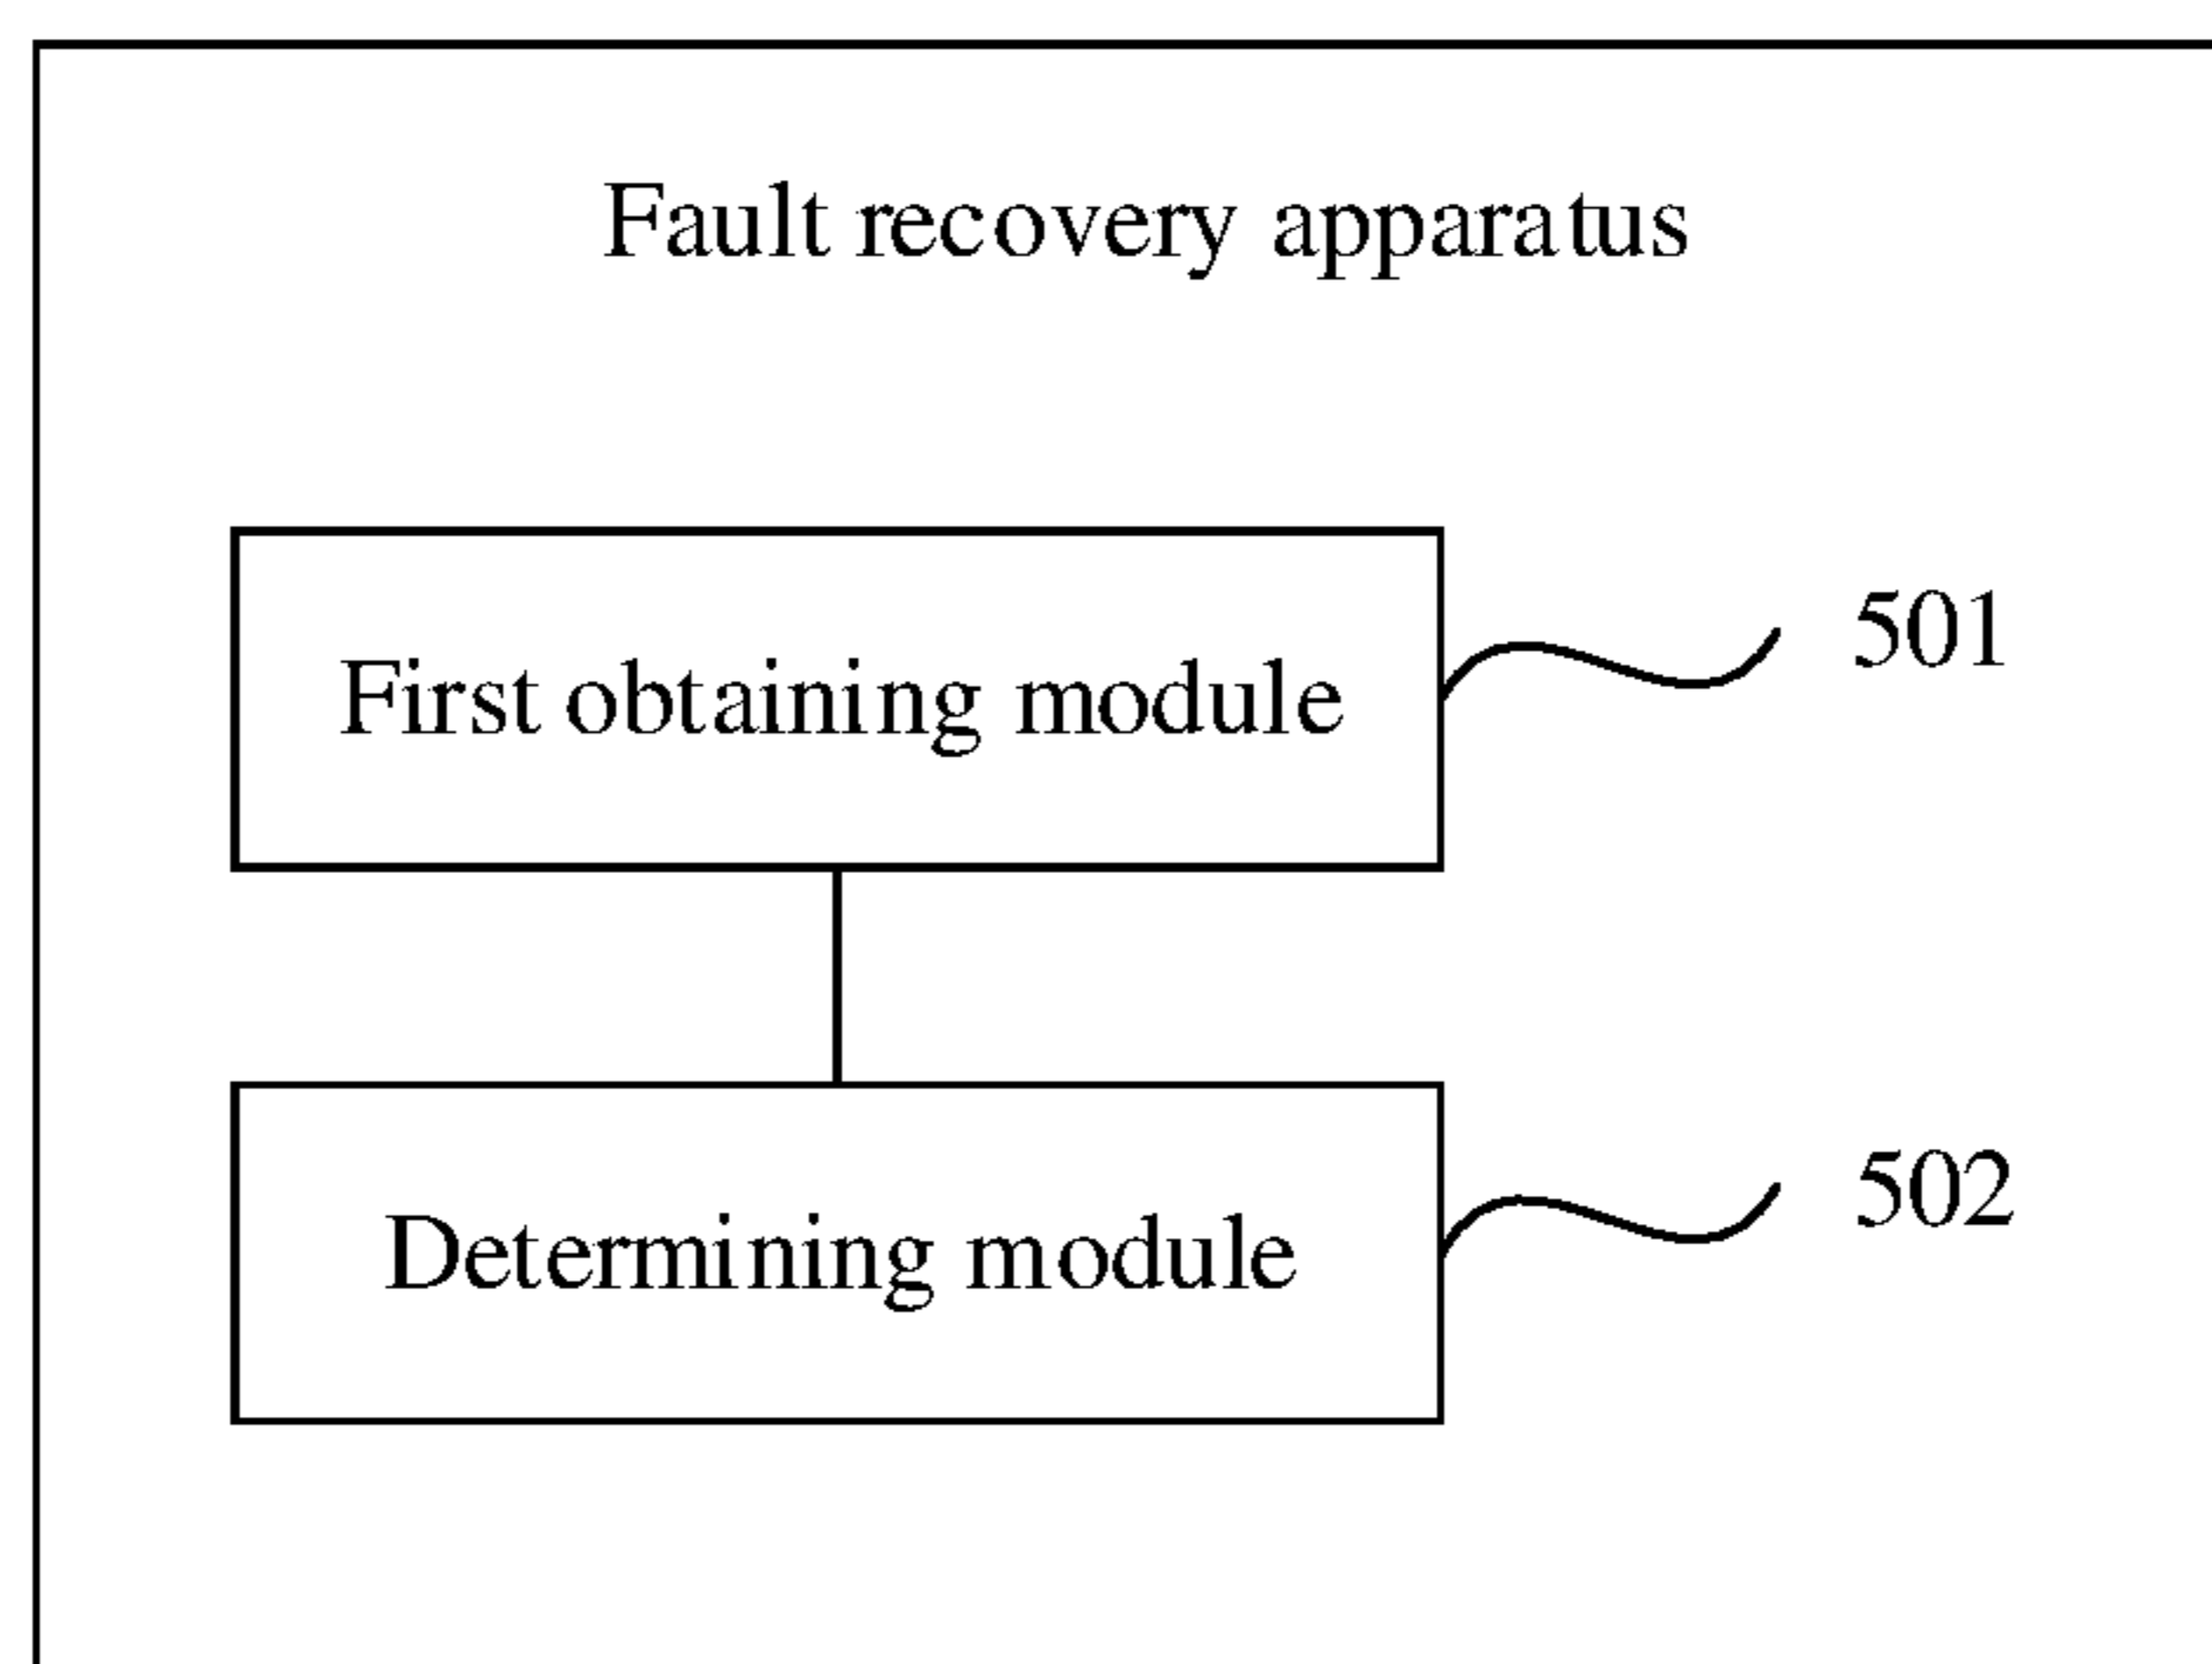 Fault recovery apparatus
First obtaining module
501
Determining module
502